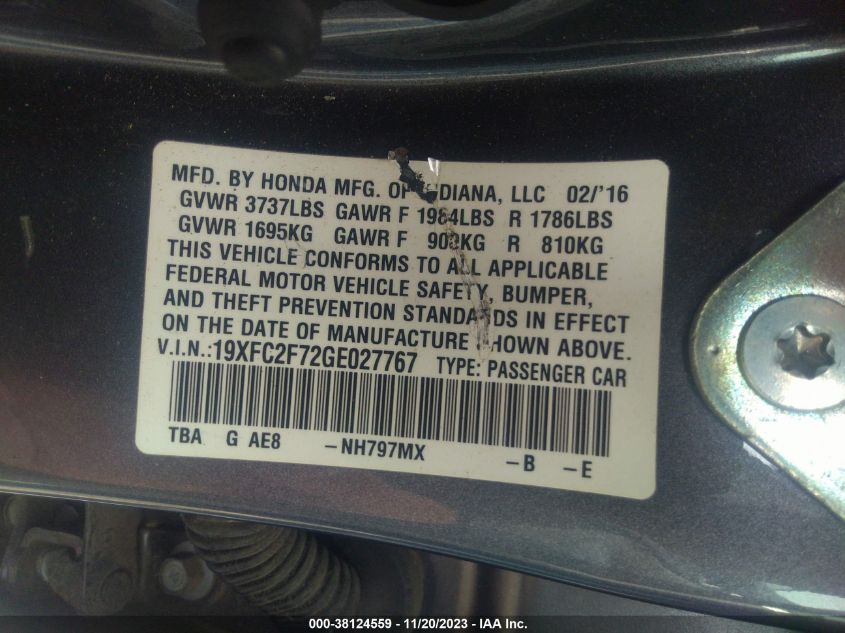 MFD. BY HONDA MFG. OF INDIANA, LLC 02/'16
GVWR 3737LBS GAWR F 1984LBS R 1786LBS
GVWR 1695KG GAWR F 900KG R 810KG
THIS VEHICLE CONFORMS TO ALL APPLICABLE
FEDERAL MOTOR VEHICLE SAFETY, BUMPER,
AND THEFT PREVENTION STANDARDS IN EFFECT
ON THE DATE OF MANUFACTURE SHOWN ABOVE.
V.I.N.:19XFC2F72GE027767 TYPE: PASSENGER CAR
TBA G AE8 -NH797MX -B -E
000-38124559 - 11/20/2023 - IAA Inc.